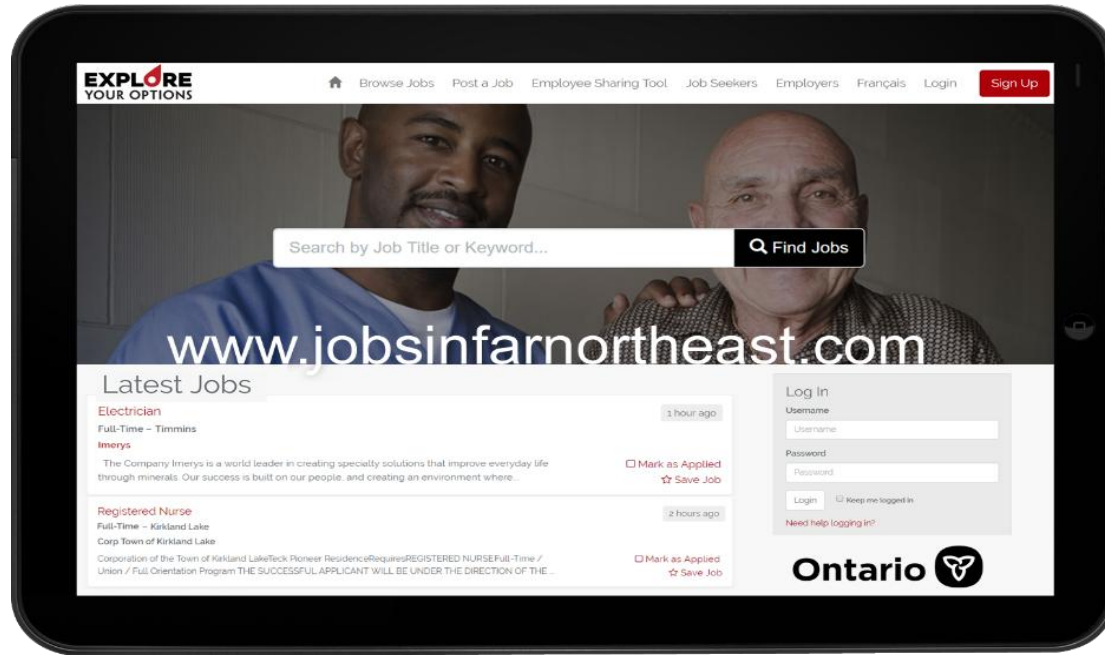 EXPLORE
YOUR OPTIONS
Browse Jobs Post a Job Employee Sharing Tool Job Seekers Employers Français Login Sign Up
Search by Job Title or Keyword... Find Jobs
www.jobsinfarnortheast.com
Latest Jobs
Electrician
1 hour ago
Full-Time – Timmins
Imerys
The Company Imerys is a world leader in creating specialty solutions that improve everyday life
through minerals. Our success is built on our people, and creating an environment where...
Mark as Applied
Save Job
Registered Nurse
2 hours ago
Full-Time – Kirkland Lake
Corp Town of Kirkland Lake
Corporation of the Town of Kirkland LakeTeck Pioneer ResidenceRequiresREGISTERED NURSEFull-Time /
Union / Full Orientation Program THE SUCCESSFUL APPLICANT WILL BE UNDER THE DIRECTION OF THE...
Mark as Applied
Save Job
Log In
Username
Username
Password
Password
Login Keep me logged in
Need help logging in?
Ontario